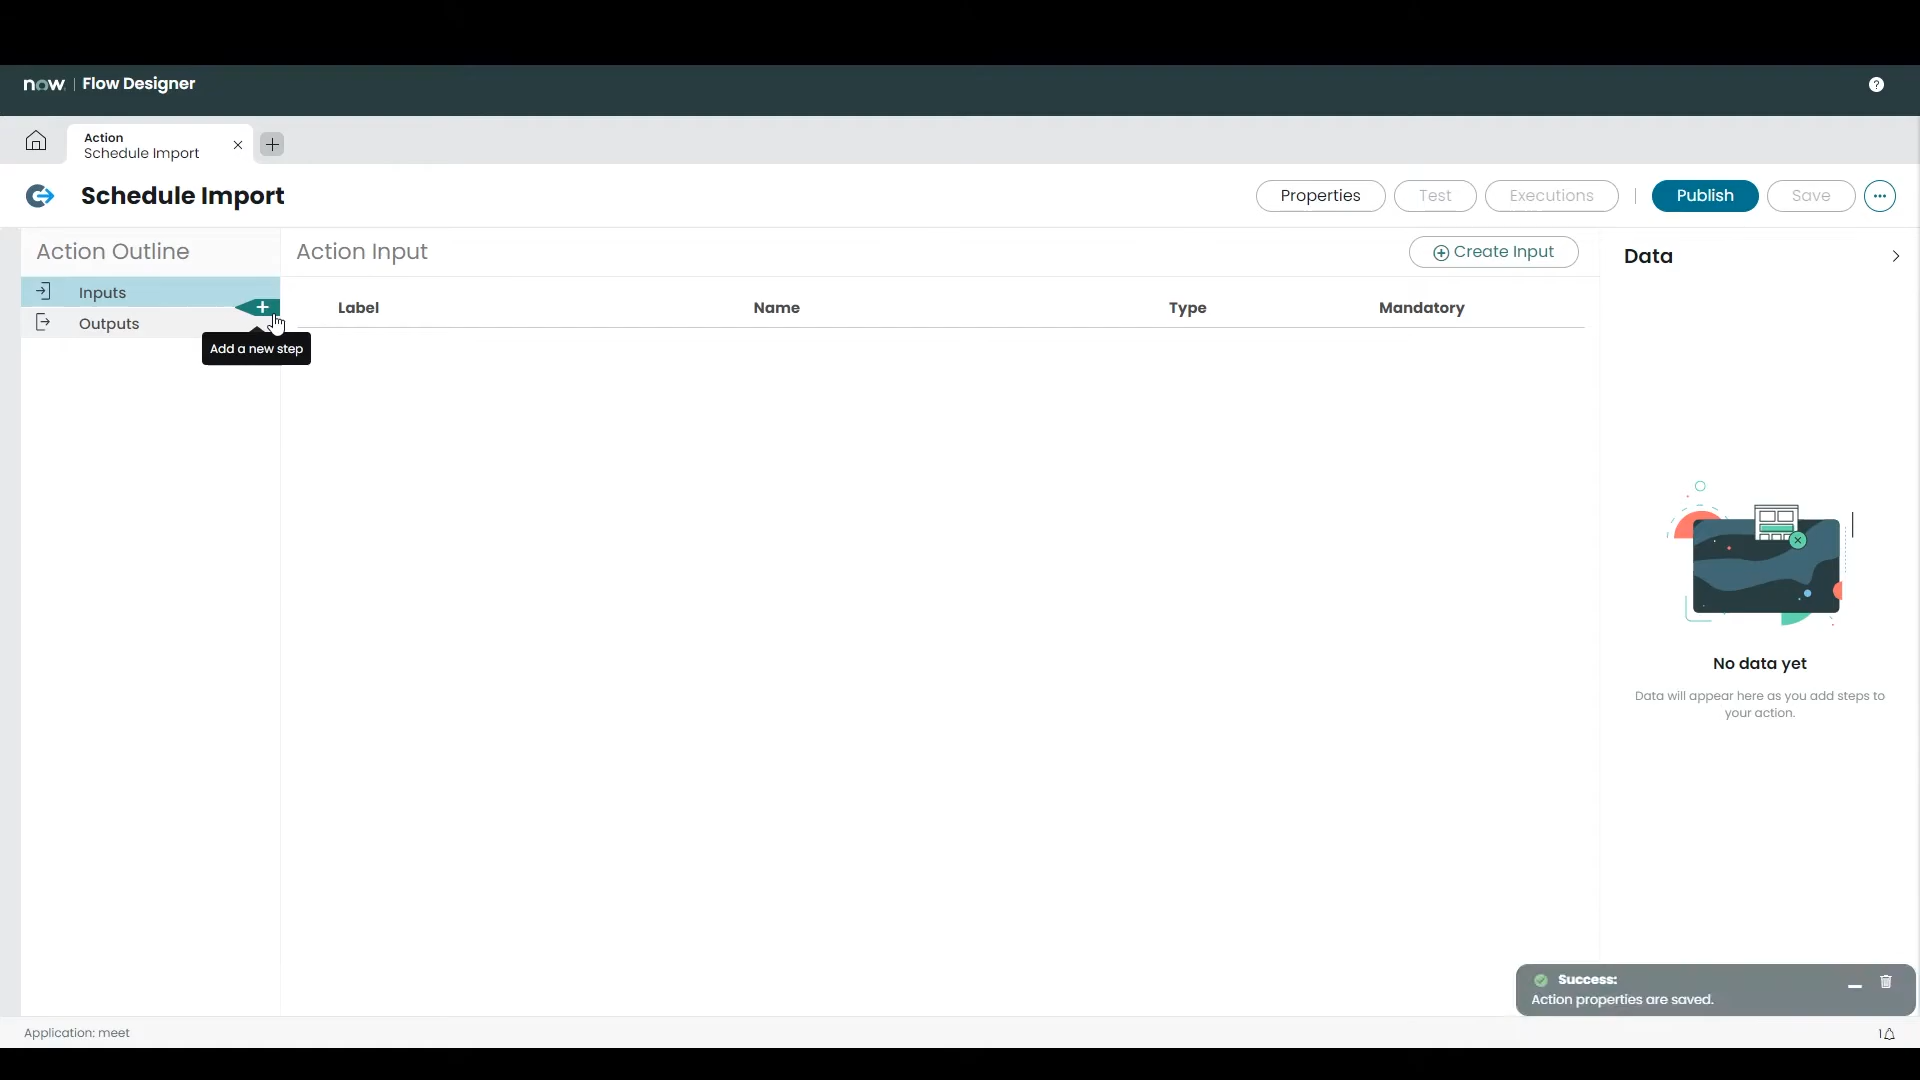 now | Flow Designer
Action
Schedule Import
Schedule Import
Properties
Test
Executions
Publish
Save
Action Outline
Action Input
Create Input
Data
Inputs
Outputs
Add a new step
Label
Name
Type
Mandatory
No data yet
Data will appear here as you add steps to
your action.
Success:
Action properties are saved.
Application: meet
1